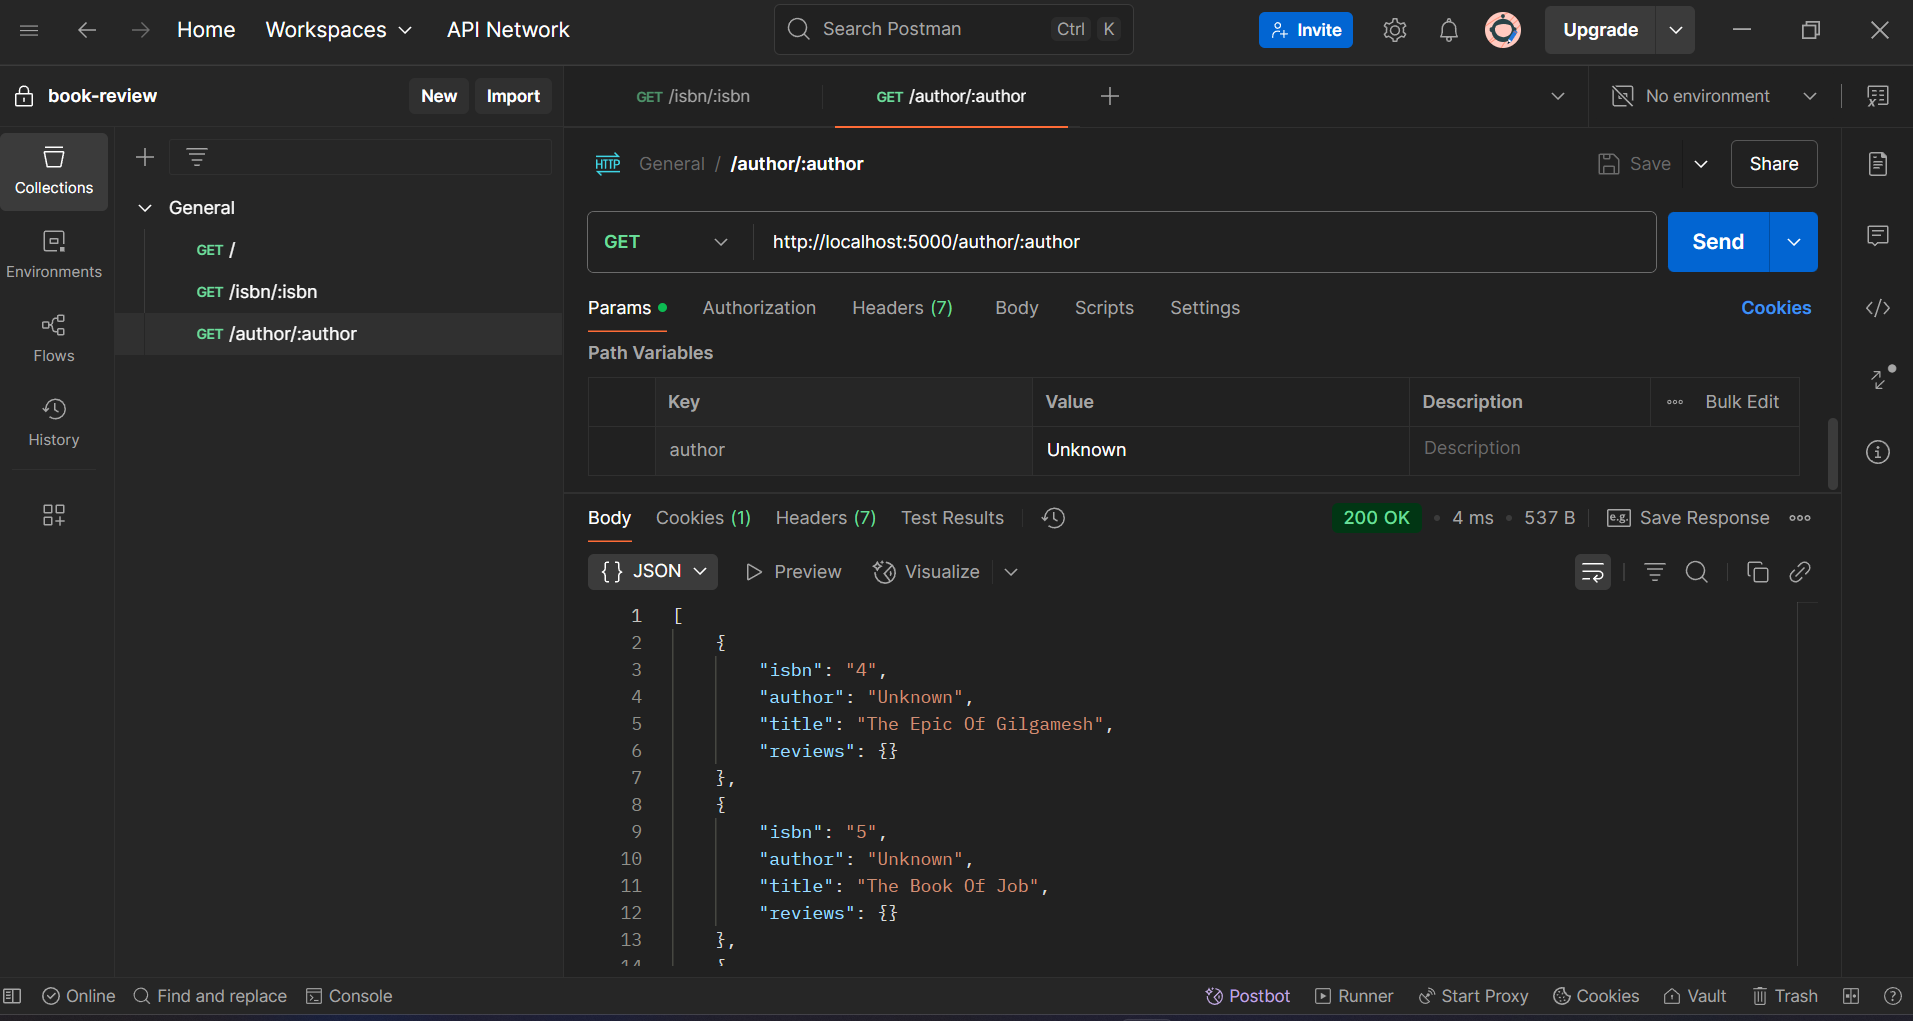 Home Workspaces API Network Search Postman Ctrl K Invite Upgrade
book-review New Import GET /isbn/:isbn GET /author/:author No environment
Collections
Environments
Flows
History
General
GET /
GET /isbn/:isbn
GET /author/:author
HTTP General / /author/:author Save Share
GET http://localhost:5000/author/:author Send
Params Authorization Headers (7) Body Scripts Settings Cookies
Path Variables
Key Value Description Bulk Edit
author Unknown Description
Body Cookies (1) Headers (7) Test Results 200 OK 4 ms 537 B e.g. Save Response
{} JSON Preview Visualize
1 [
2 {
3 "isbn": "4",
4 "author": "Unknown",
5 "title": "The Epic Of Gilgamesh",
6 "reviews": {}
7 },
8 {
9 "isbn": "5",
10 "author": "Unknown",
11 "title": "The Book Of Job",
12 "reviews": {}
13 },
14 {
Online Find and replace Console Postbot Runner Start Proxy Cookies Vault Trash